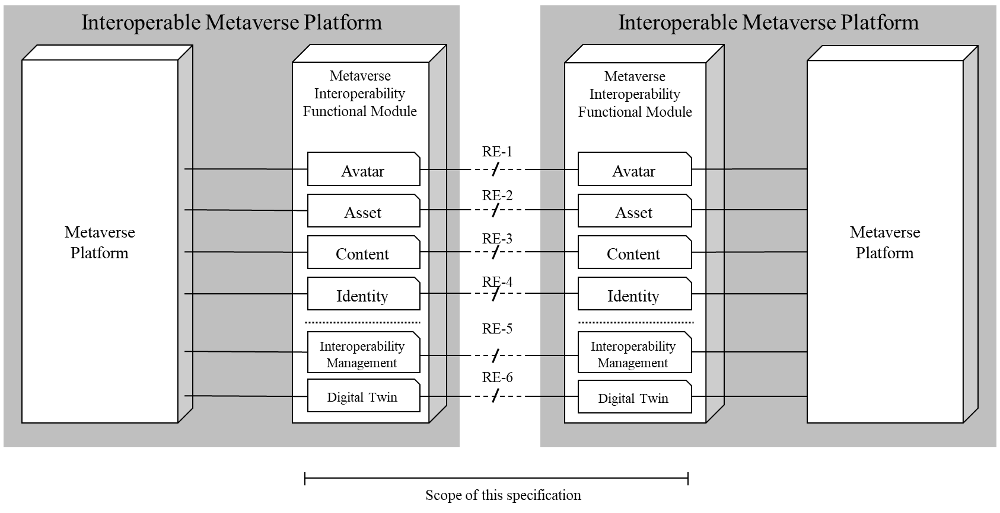 Interoperable Metaverse Platform
Interoperable Metaverse Platform
Metaverse
Platform
Metaverse
Interoperability
Functional Module
Avatar
Asset
Content
Identity
Interoperability
Management
Digital Twin
RE-1
RE-2
RE-3
RE-4
RE-5
RE-6
Metaverse
Interoperability
Functional Module
Avatar
Asset
Content
Identity
Interoperability
Management
Digital Twin
Metaverse
Platform
Scope of this specification